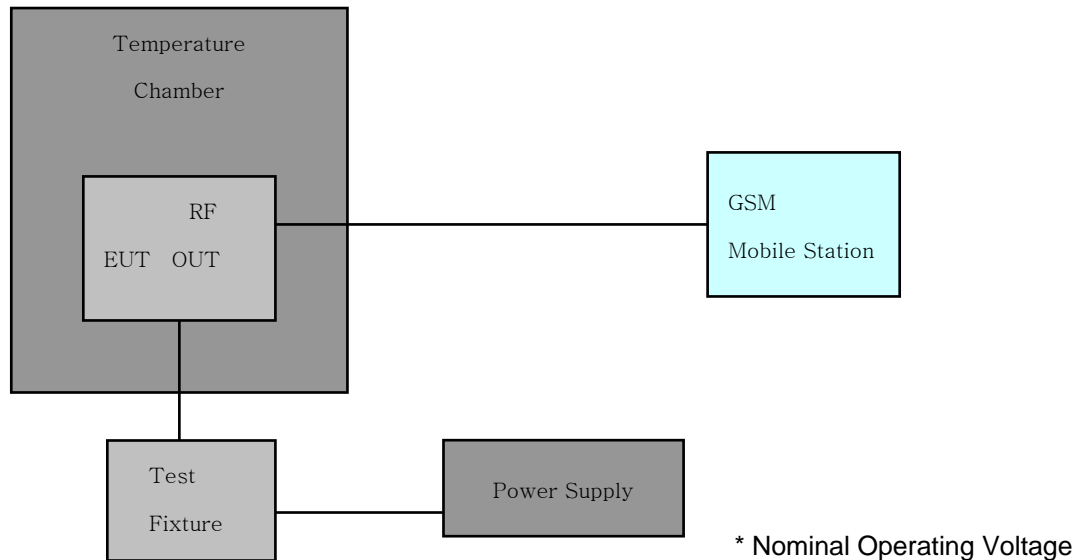 Temperature
Chamber
RF
EUT OUT
GSM
Mobile Station
Test
Fixture
Power Supply
* Nominal Operating Voltage